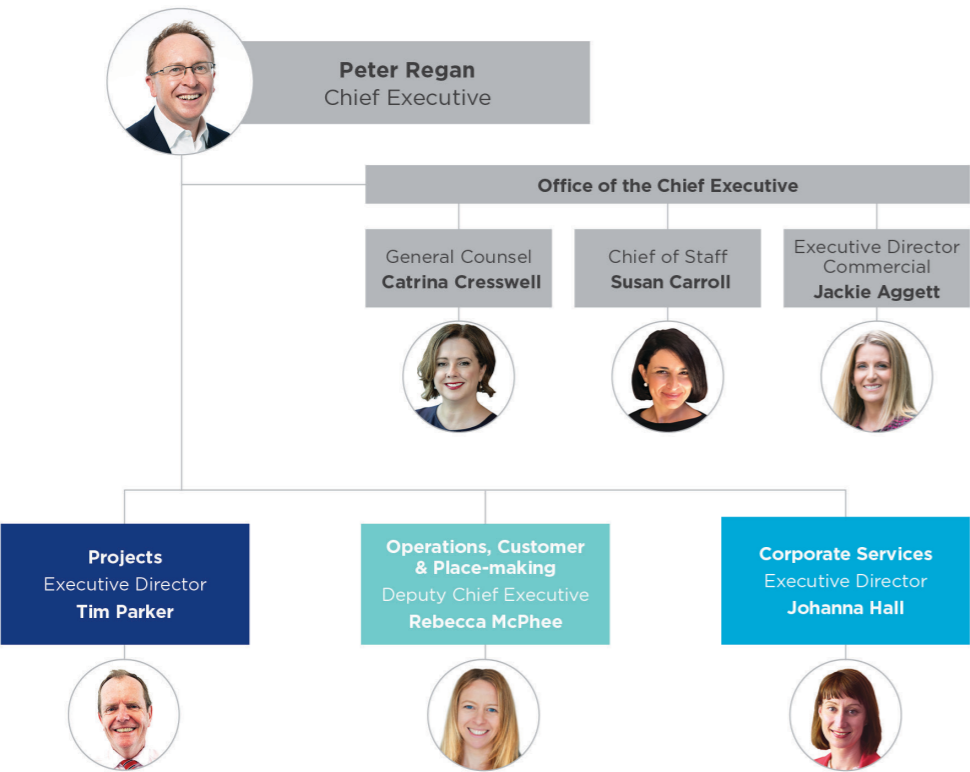 Peter Regan
Chief Executive
Office of the Chief Executive
General Counsel
Catrina Cresswell
Chief of Staff
Susan Carroll
Executive Director
Commercial
Jackie Aggett
Projects
Executive Director
Tim Parker
Operations, Customer
& Place-making
Deputy Chief Executive
Rebecca McPhee
Corporate Services
Executive Director
Johanna Hall